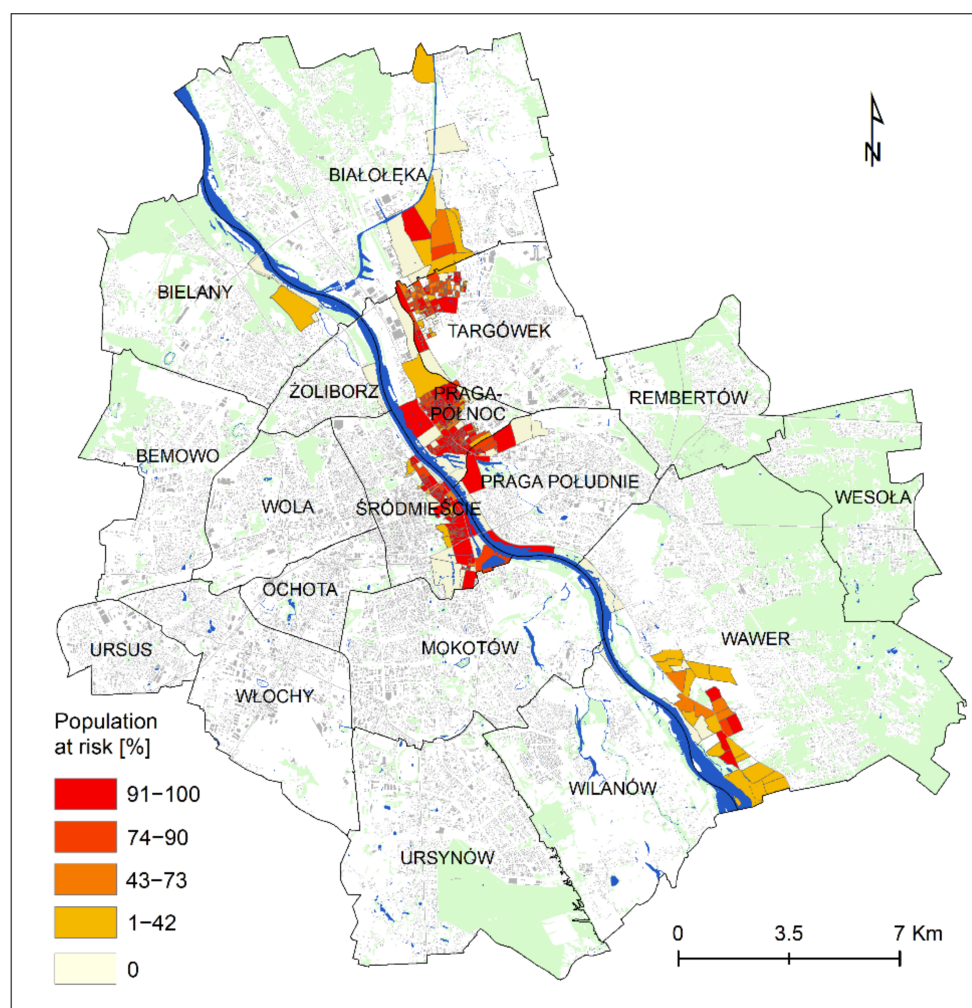 N
BIAŁOŁĘKA
BIELANY
TARGÓWEK
ŻOLIBORZ
PRAGA-
PÓŁNOC
REMBERTÓW
BEMOWO
PRAGA POŁUDNIE
WESOŁA
WOLA
ŚRÓDMIEŚCIE
OCHOTA
URSUS
MOKOTÓW
WAWER
WŁOCHY
WILANÓW
URSYNÓW
Population
at risk [%]
91–100
74–90
43–73
1–42
0
0 3.5 7 Km